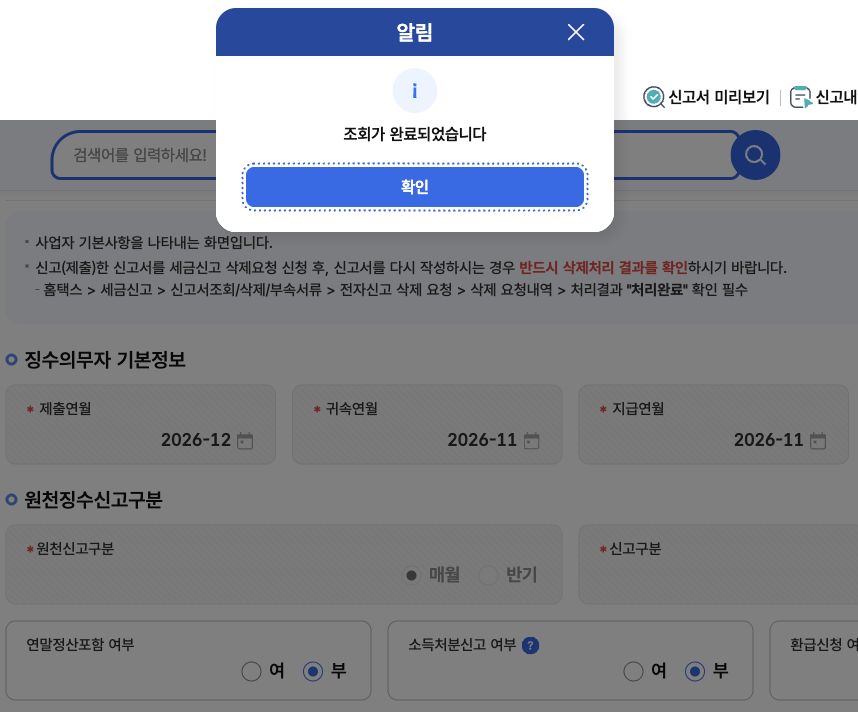 알림
조회가 완료되었습니다
확인
신고서 미리보기
신고내
검색어를 입력하세요!
사업자 기본사항을 나타내는 화면입니다.
신고(제출)한 신고서를 세금신고 삭제요청 신청 후, 신고서를 다시 작성하시는 경우 반드시 삭제처리 결과를 확인하시기 바랍니다.
- 홈택스 > 세금신고 > 신고서조회/삭제/부속서류 > 전자신고 삭제 요청 > 삭제 요청내역 > 처리결과 "처리완료" 확인 필수
징수의무자 기본정보
* 제출연월
2026-12
* 귀속연월
2026-11
* 지급연월
2026-11
원천징수신고구분
* 원천신고구분
매월 반기
* 신고구분
연말정산포함 여부
여 부
소득처분신고 여부 ?
여 부
환급신청 여